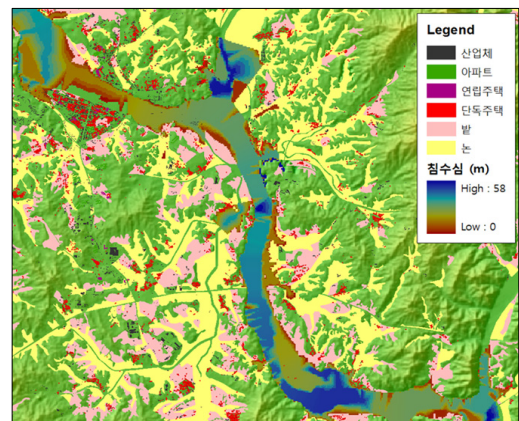 Legend
산업체
아파트
연립주택
단독주택
밭
논
침수심 (m)
High : 58
Low : 0